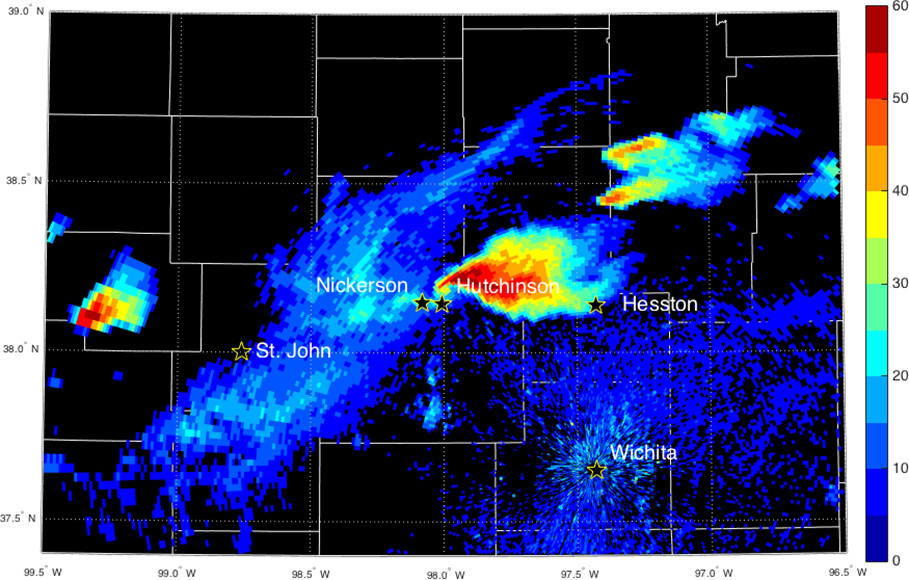 39.0° N
60
50
38.5° N
40
Nickerson
Hutchinson
Hesston
30
38.0° N
St. John
20
Wichita
10
37.5° N
0
99.5° W
99.0° W
98.5° W
98.0° W
97.5° W
97.0° W
96.5° W